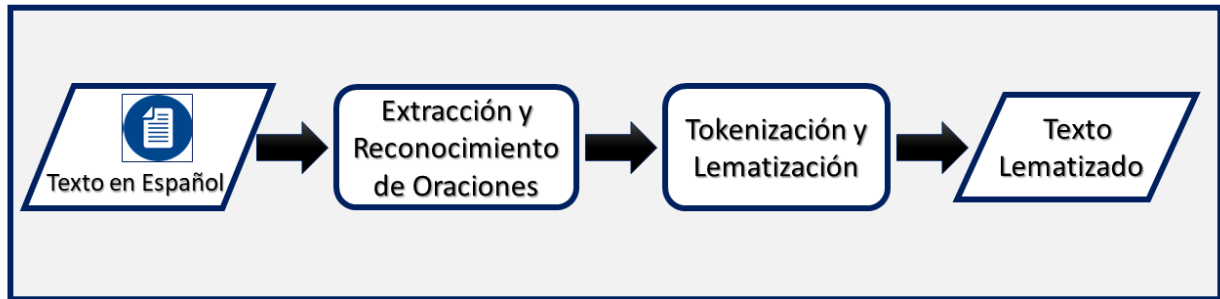 Texto en Español
Extracción y
Reconocimiento
de Oraciones
Tokenización y
Lematización
Texto
Lematizado